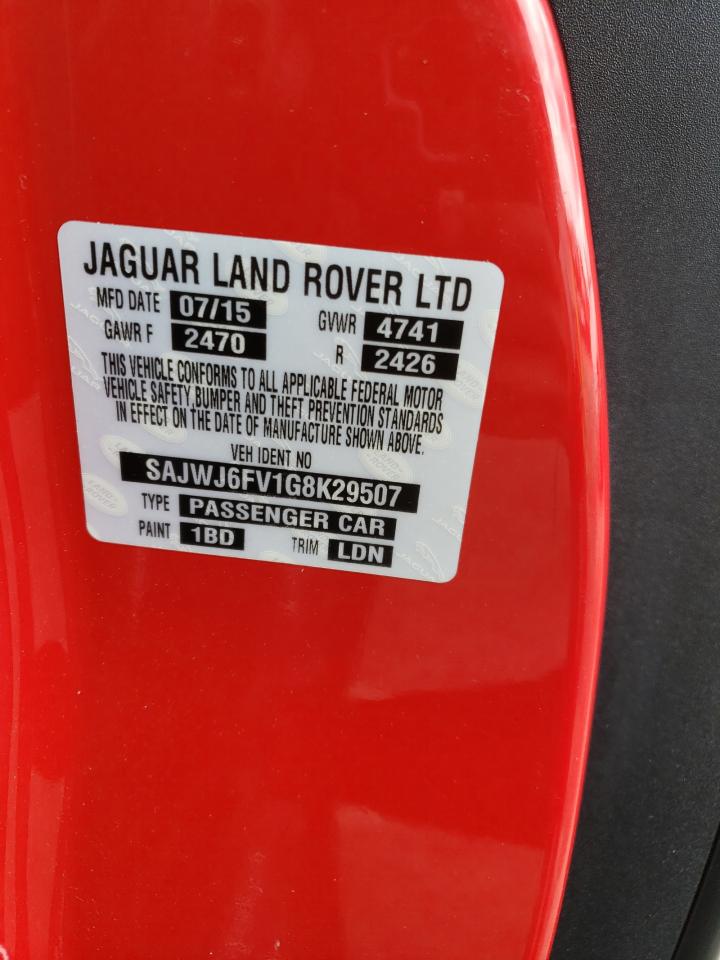 JAGUAR LAND ROVER LTD
MFD DATE 07/15 GVWR 4741
GAWR F 2470 R 2426
THIS VEHICLE CONFORMS TO ALL APPLICABLE FEDERAL MOTOR
VEHICLE SAFETY BUMPER AND THEFT PREVENTION STANDARDS
IN EFFECT ON THE DATE OF MANUFACTURE SHOWN ABOVE.
VEH IDENT NO
SAJWJ6FV1G8K29507
TYPE PASSENGER CAR
PAINT 1BD TRIM LDN